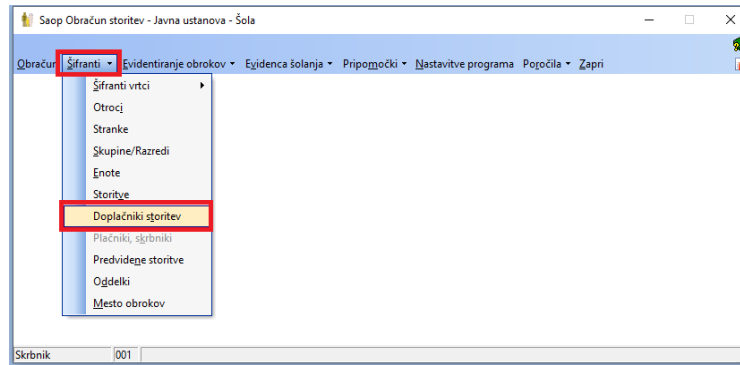 Saop Obračun storitev - Javna ustanova - Šola
Obračun Šifranti Evidentiranje obrokov Evidenca šolanja Pripomočki Nastavitve programa Poročila Zapri
Šifranti vrtci
Otroci
Stranke
Skupine/Razredi
Enote
Storitve
Doplačniki storitev
Plačniki, skrbniki
Predvidene storitve
Oddelki
Mesto obrokov
Skrbnik 001